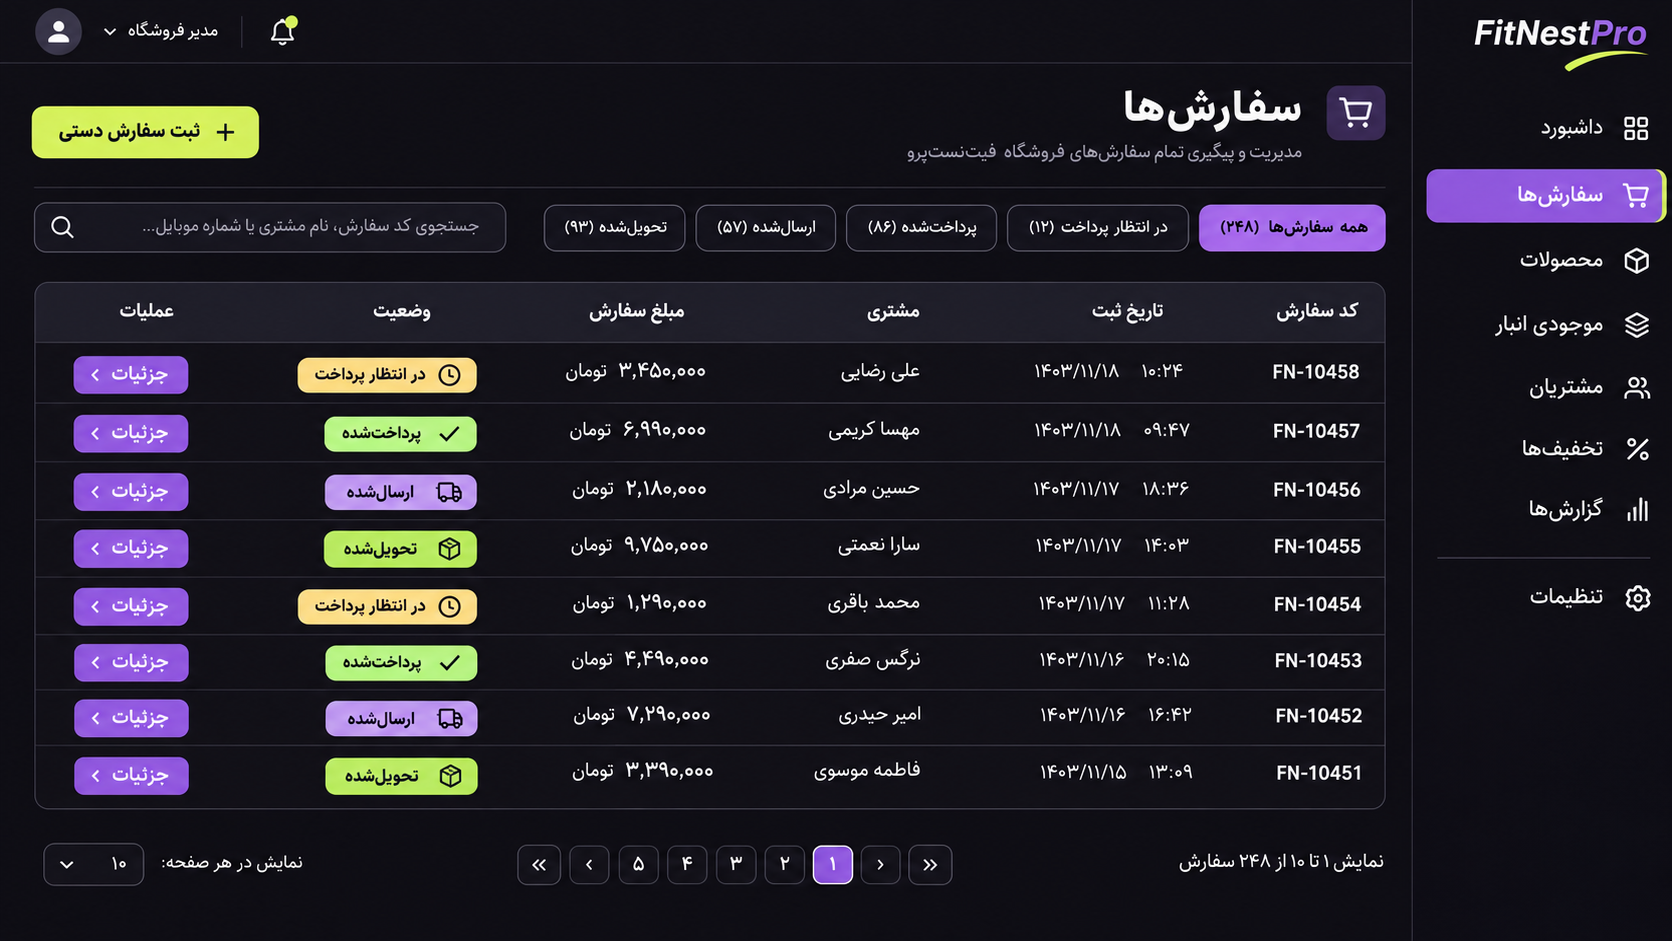 FitNestPro
داشبورد
سفارش‌ها
محصولات
موجودی انبار
مشتریان
تخفیف‌ها
گزارش‌ها
تنظیمات
مدیر فروشگاه
سفارش‌ها
مدیریت و پیگیری تمام سفارش‌های فروشگاه فیت‌نست‌پرو
+ ثبت سفارش دستی
همه سفارش‌ها (۲۴۸) در انتظار پرداخت (۱۲) پرداخت‌شده (۸۶) ارسال‌شده (۵۷) تحویل‌شده (۹۳) جستجوی کد سفارش، نام مشتری یا شماره موبایل...
کد سفارش تاریخ ثبت مشتری مبلغ سفارش وضعیت عملیات
FN-10458 ۱۴۰۳/۱۱/۱۸ ۱۰:۲۴ علی رضایی ۳,۴۵۰,۰۰۰ تومان در انتظار پرداخت جزئیات
FN-10457 ۱۴۰۳/۱۱/۱۸ ۰۹:۴۷ مهسا کریمی ۶,۹۹۰,۰۰۰ تومان پرداخت‌شده جزئیات
FN-10456 ۱۴۰۳/۱۱/۱۷ ۱۸:۳۶ حسین مرادی ۲,۱۸۰,۰۰۰ تومان ارسال‌شده جزئیات
FN-10455 ۱۴۰۳/۱۱/۱۷ ۱۴:۰۳ سارا نعمتی ۹,۷۵۰,۰۰۰ تومان تحویل‌شده جزئیات
FN-10454 ۱۴۰۳/۱۱/۱۷ ۱۱:۲۸ محمد باقری ۱,۲۹۰,۰۰۰ تومان در انتظار پرداخت جزئیات
FN-10453 ۱۴۰۳/۱۱/۱۶ ۲۰:۱۵ نرگس صفری ۴,۴۹۰,۰۰۰ تومان پرداخت‌شده جزئیات
FN-10452 ۱۴۰۳/۱۱/۱۶ ۱۶:۴۲ امیر حیدری ۷,۲۹۰,۰۰۰ تومان ارسال‌شده جزئیات
FN-10451 ۱۴۰۳/۱۱/۱۵ ۱۳:۰۹ فاطمه موسوی ۳,۳۹۰,۰۰۰ تومان تحویل‌شده جزئیات
نمایش ۱ تا ۱۰ از ۲۴۸ سفارش
۱ ۲ ۳ ۴ ۵
نمایش در هر صفحه: ۱۰